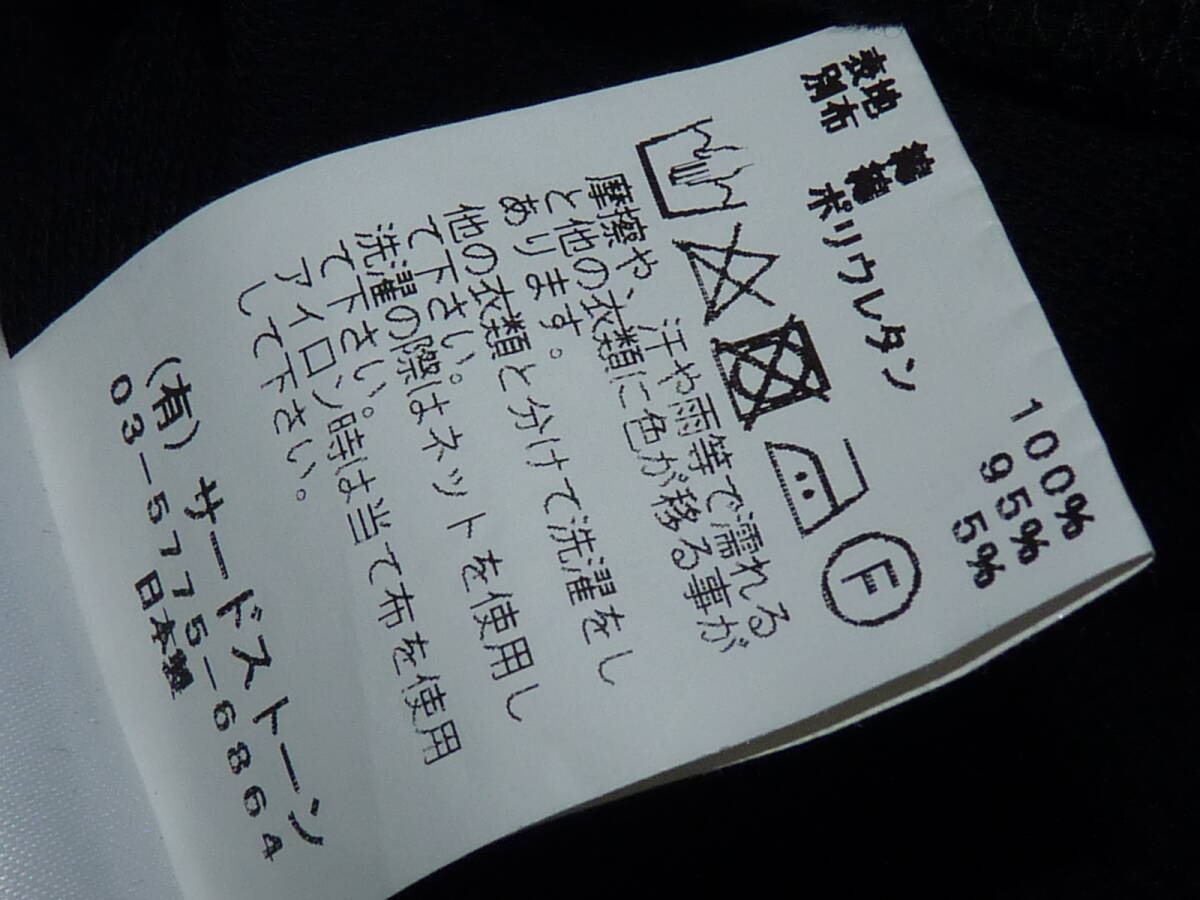 表地 綿 100%
別布 綿 95%
ポリウレタン 5%
F
摩擦や、汗や雨等で濡れる
と他の衣類に色が移る事が
あります。
他の衣類と分けて洗濯をし
て下さい。
洗濯の際はネットを使用し
て下さい。
アイロン時は当て布を使用
して下さい。
(有)サードストーン
03-5775-6864
日本製